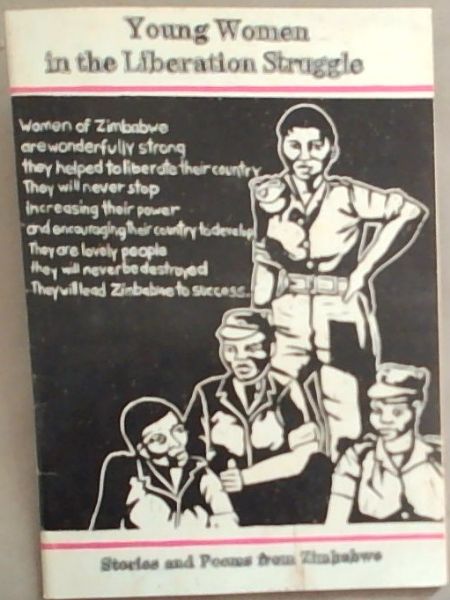 Young Women
in the Liberation Struggle
Women of Zimbabwe
are wonderfully strong
they helped to liberate their country
They will never stop
Increasing their power
and encouraging their country to develop
They are lovely people
they will never be destroyed
They will lead Zimbabwe to success.
Stories and Poems from Zimbabwe